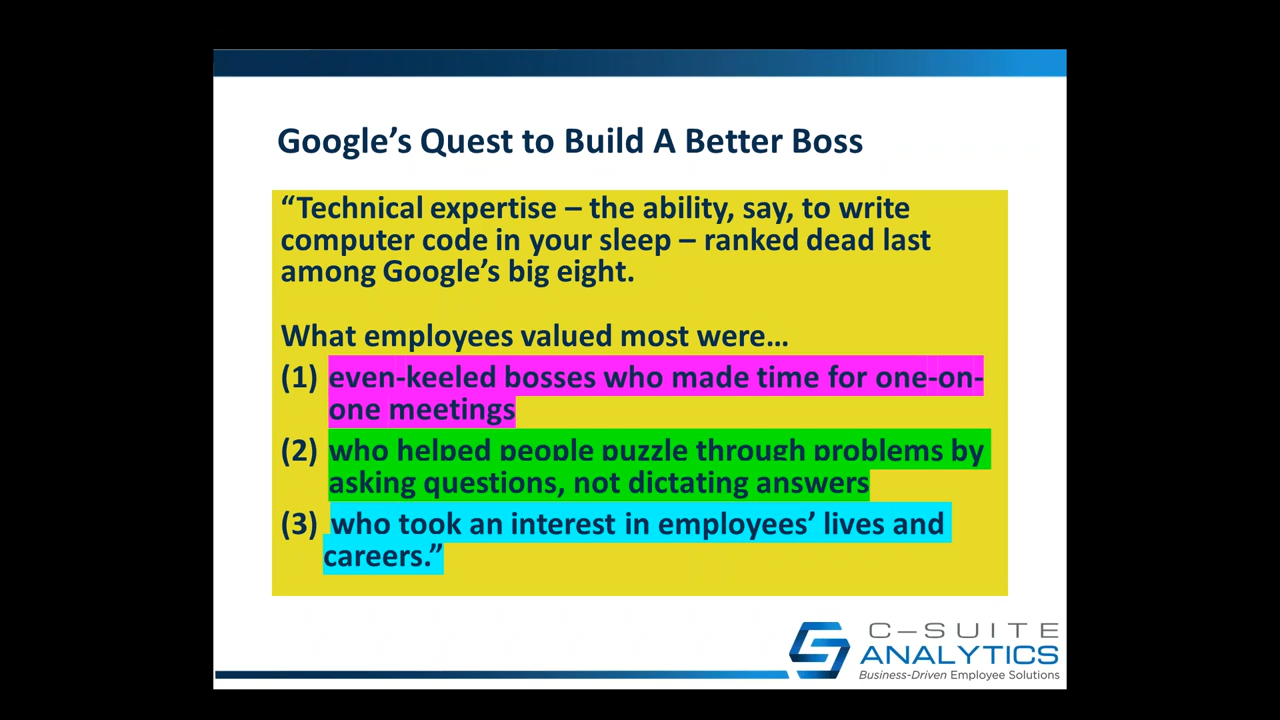 Google’s Quest to Build A Better Boss
“Technical expertise – the ability, say, to write
computer code in your sleep – ranked dead last
among Google’s big eight.
What employees valued most were…
(1) even-keeled bosses who made time for one-on-
one meetings
(2) who helped people puzzle through problems by
asking questions, not dictating answers
(3) who took an interest in employees’ lives and
careers.”
C–SUITE
ANALYTICS
Business-Driven Employee Solutions